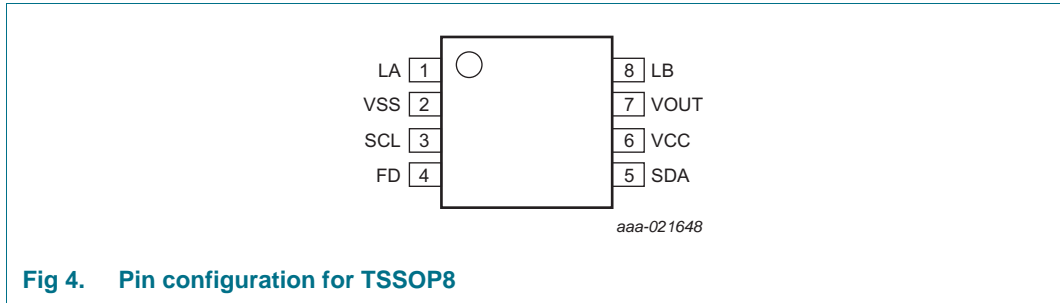 LA 1 8 LB
VSS 2 7 VOUT
SCL 3 6 VCC
FD 4 5 SDA
aaa-021648
Fig 4. Pin configuration for TSSOP8